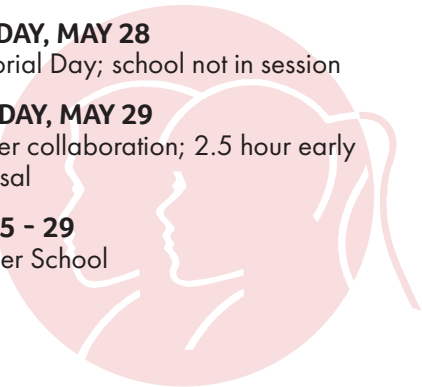 DAY, MAY 28
orial Day; school not in session
DAY, MAY 29
er collaboration; 2.5 hour early
sal
5 - 29
er School